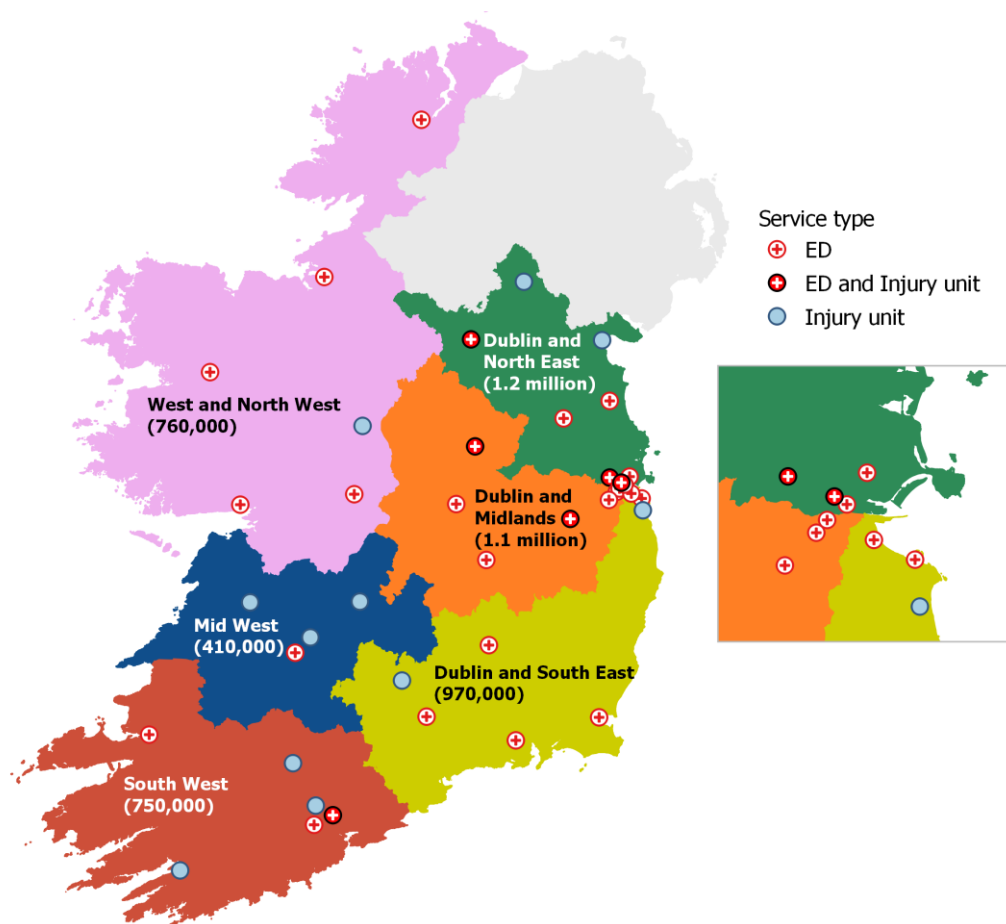 Service type
ED
ED and Injury unit
Injury unit
Dublin and
North East
(1.2 million)
West and North West
(760,000)
Dublin and
Midlands
(1.1 million)
Mid West
(410,000)
Dublin and South East
(970,000)
South West
(750,000)